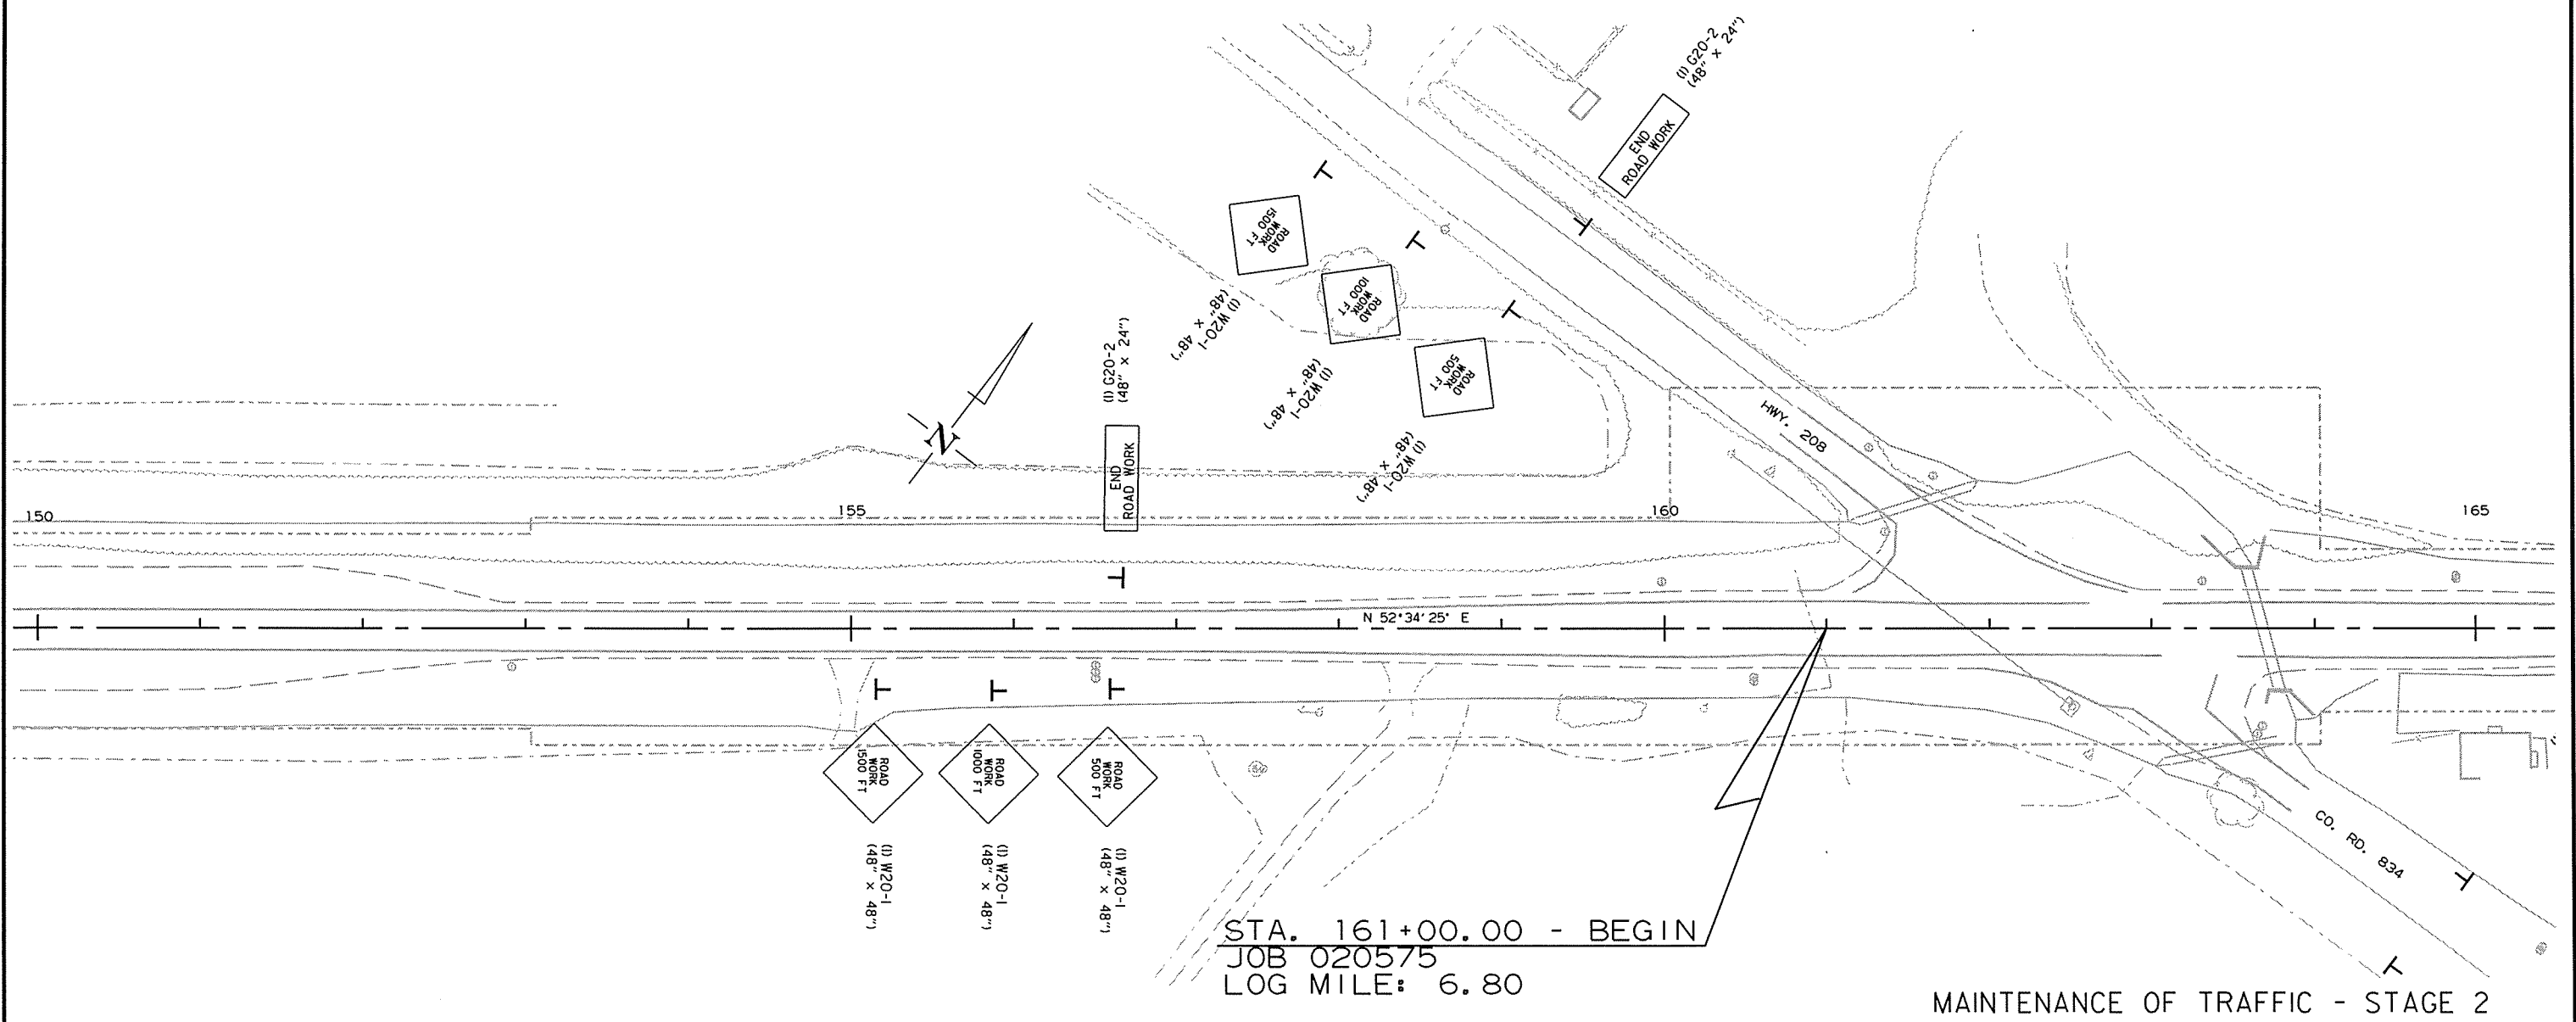 (1) G20-2
(48" x 24")
END
ROAD WORK
ROAD
WORK
1500 FT
(1) W20-1
(48" x 48")
ROAD
WORK
1000 FT
(1) W20-1
(48" x 48")
ROAD
WORK
500 FT
(1) W20-1
(48" x 48")
(1) G20-2
(48" x 24")
END
ROAD WORK
N
HWY. 208
150
155
160
165
N 52°34'25" E
ROAD
WORK
1500 FT
(1) W20-1
(48" x 48")
ROAD
WORK
1000 FT
(1) W20-1
(48" x 48")
ROAD
WORK
500 FT
(1) W20-1
(48" x 48")
CO. RD. 834
STA. 161+00.00 - BEGIN
JOB 020575
LOG MILE: 6.80
MAINTENANCE OF TRAFFIC - STAGE 2